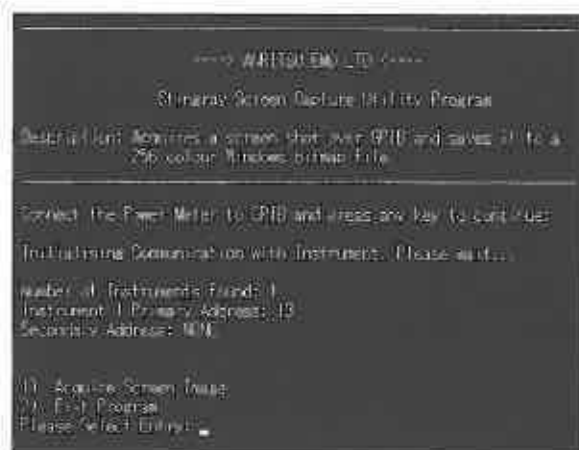 ----> ANRITSU EMD LTD <----
Stingray Screen Capture Utility Program
Description: Acquires a screen shot over GPIB and saves it to a
256 colour Windows bitmap file
Connect the Power Meter to GPIB and press any key to continue:
Initialising Communication with Instrument. Please wait...
Number of Instruments Found: 1
Instrument 1 Primary Address: 13
Secondary Address: NONE
1) Acquire Screen Image
2) Exit Program
Please Select Entry: